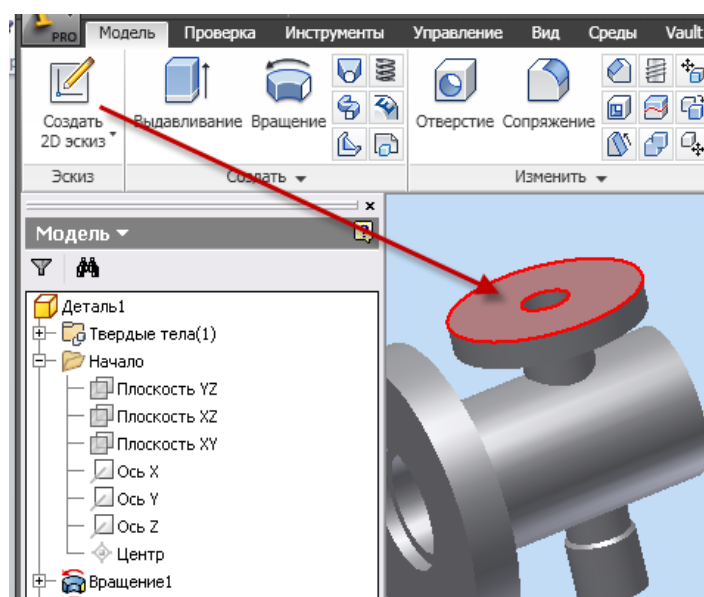 PRO Модель Проверка Инструменты Управление Вид Среды Vault
Создать
2D эскиз
Выдавливание Вращение Отверстие Сопряжение
Эскиз Создать Изменить
Модель
Деталь1
Твердые тела(1)
Начало
Плоскость YZ
Плоскость XZ
Плоскость XY
Ось X
Ось Y
Ось Z
Центр
Вращение1